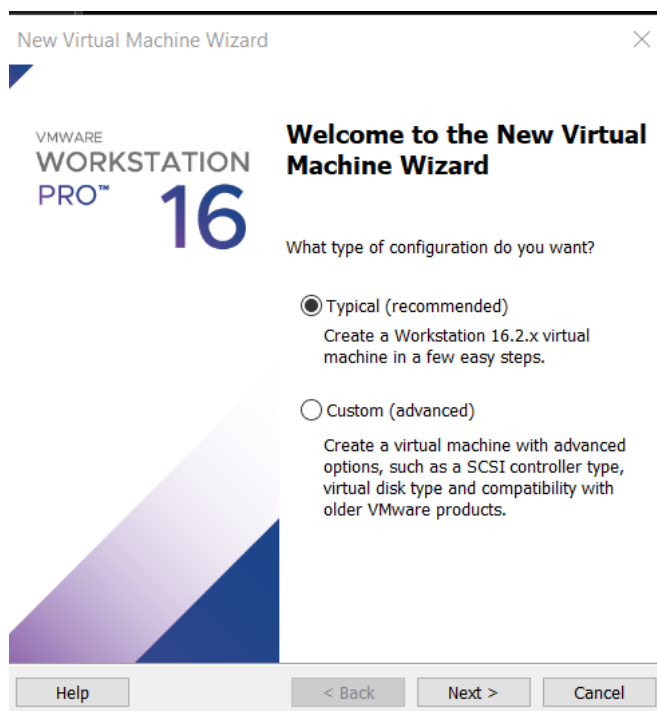 New Virtual Machine Wizard
VMWARE
WORKSTATION
PRO™ 16
Welcome to the New Virtual
Machine Wizard
What type of configuration do you want?
Typical (recommended)
Create a Workstation 16.2.x virtual
machine in a few easy steps.
Custom (advanced)
Create a virtual machine with advanced
options, such as a SCSI controller type,
virtual disk type and compatibility with
older VMware products.
Help < Back Next > Cancel